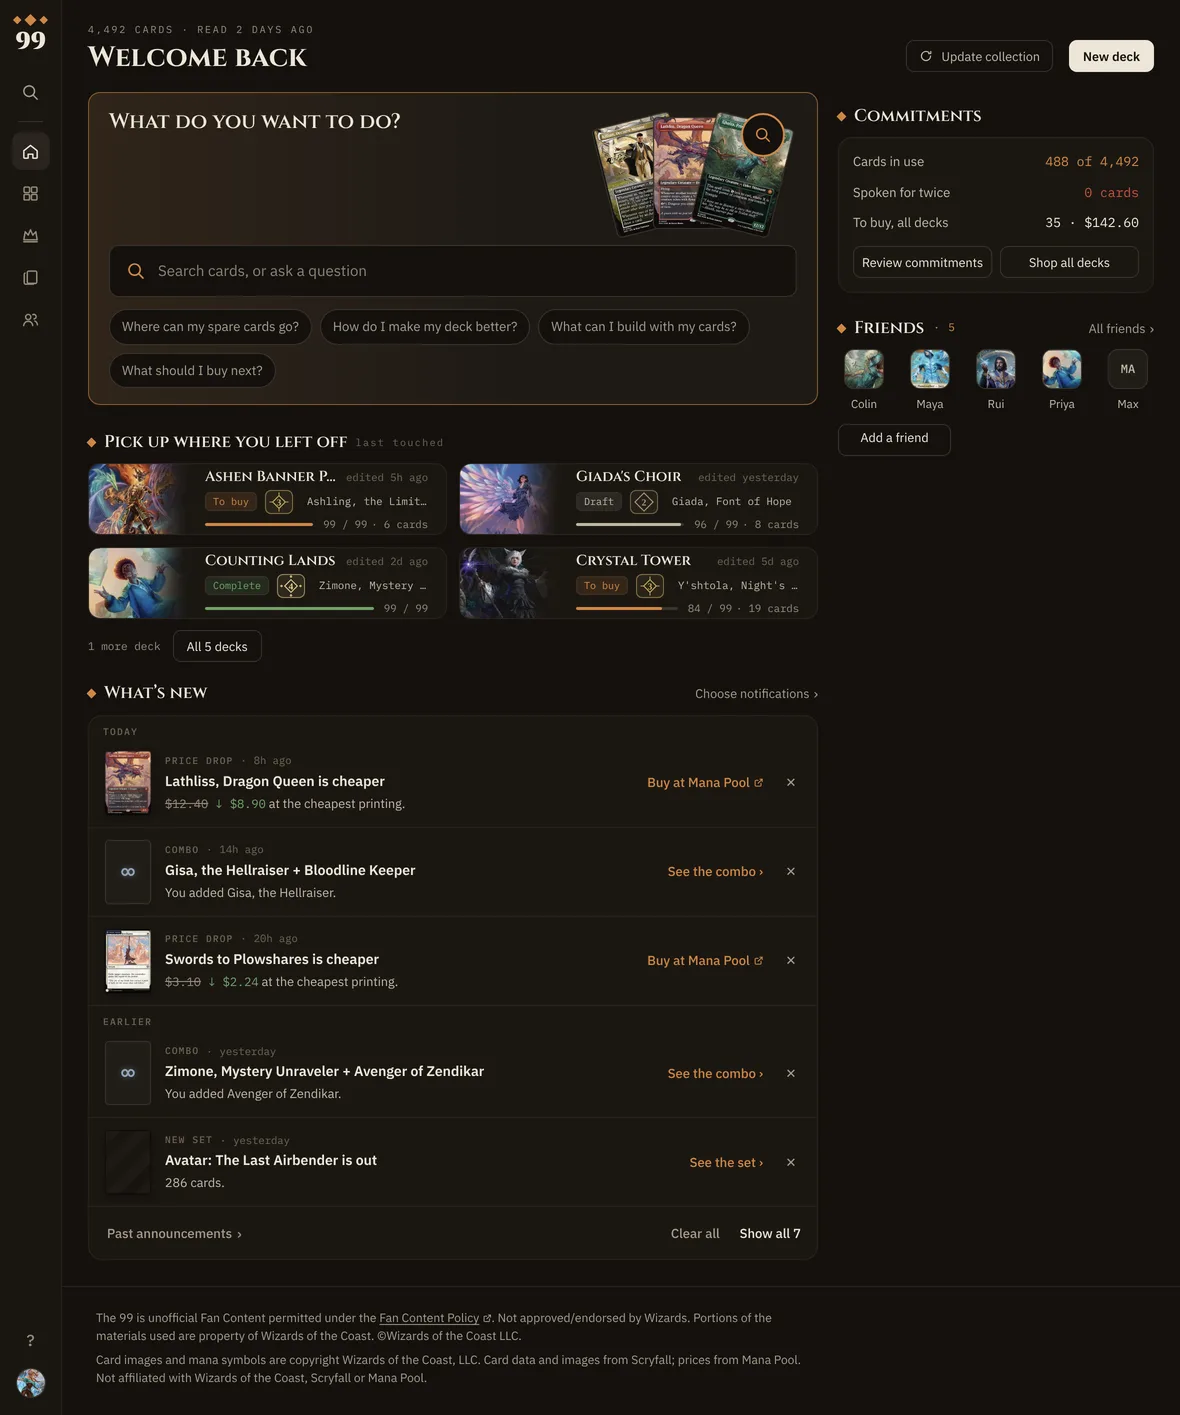 99
4,492 CARDS · READ 2 DAYS AGO
WELCOME BACK
Update collection
New deck
WHAT DO YOU WANT TO DO?
Search cards, or ask a question
Where can my spare cards go?
How do I make my deck better?
What can I build with my cards?
What should I buy next?
COMMITMENTS
Cards in use 488 of 4,492
Spoken for twice 0 cards
To buy, all decks 35 · $142.60
Review commitments
Shop all decks
FRIENDS · 5
All friends ›
Colin
Maya
Rui
Priya
MA
Max
Add a friend
PICK UP WHERE YOU LEFT OFF last touched
ASHEN BANNER P… edited 5h ago
To buy 3 Ashling, the Limit…
99 / 99 · 6 cards
GIADA'S CHOIR edited yesterday
Draft 2 Giada, Font of Hope
96 / 99 · 8 cards
COUNTING LANDS edited 2d ago
Complete 4 Zimone, Mystery …
99 / 99
CRYSTAL TOWER edited 5d ago
To buy 3 Y'shtola, Night's …
84 / 99 · 19 cards
1 more deck
All 5 decks
WHAT'S NEW
Choose notifications ›
TODAY
PRICE DROP · 8h ago
Lathliss, Dragon Queen is cheaper
$12.40 ↓ $8.90 at the cheapest printing.
Buy at Mana Pool
COMBO · 14h ago
Gisa, the Hellraiser + Bloodline Keeper
You added Gisa, the Hellraiser.
See the combo ›
PRICE DROP · 20h ago
Swords to Plowshares is cheaper
$3.10 ↓ $2.24 at the cheapest printing.
Buy at Mana Pool
EARLIER
COMBO · yesterday
Zimone, Mystery Unraveler + Avenger of Zendikar
You added Avenger of Zendikar.
See the combo ›
NEW SET · yesterday
Avatar: The Last Airbender is out
286 cards.
See the set ›
Past announcements ›
Clear all
Show all 7
?
The 99 is unofficial Fan Content permitted under the Fan Content Policy. Not approved/endorsed by Wizards. Portions of the
materials used are property of Wizards of the Coast. ©Wizards of the Coast LLC.
Card images and mana symbols are copyright Wizards of the Coast, LLC. Card data and images from Scryfall; prices from Mana Pool.
Not affiliated with Wizards of the Coast, Scryfall or Mana Pool.